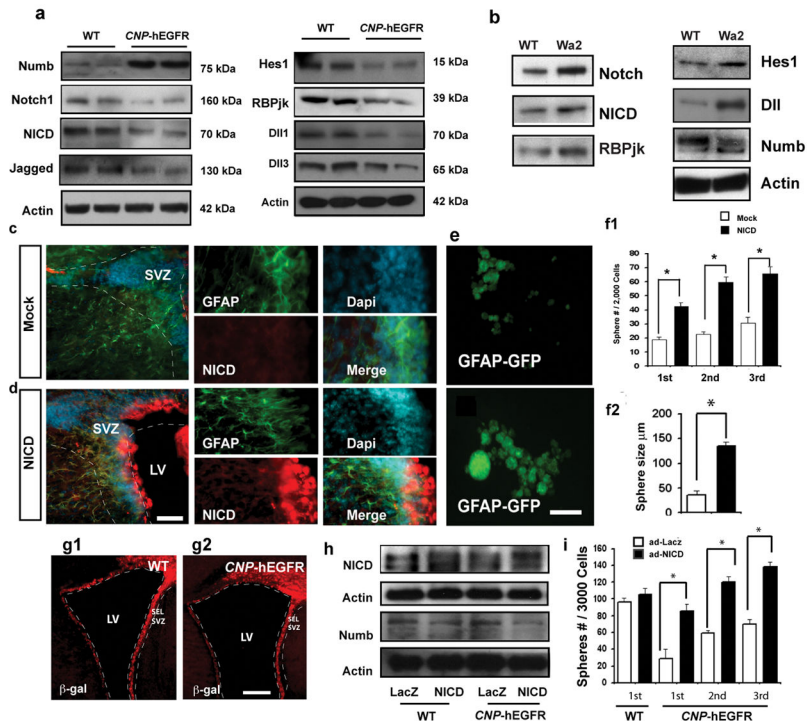 a
WT CNP-hEGFR
Numb 75 kDa
Notch1 160 kDa
NICD 70 kDa
Jagged 130 kDa
Actin 42 kDa
WT CNP-hEGFR
Hes1 15 kDa
RBPjk 39 kDa
Dll1 70 kDa
Dll3 65 kDa
Actin 42 kDa
b
WT Wa2
Notch
NICD
RBPjk
WT Wa2
Hes1
Dll
Numb
Actin
c
Mock
SVZ
GFAP
Dapi
NICD
Merge
d
NICD
SVZ
LV
GFAP
Dapi
NICD
Merge
e
GFAP-GFP
GFAP-GFP
f1
Mock
NICD
Sphere # / 2,000 Cells
80
70
60
50
40
30
20
10
0
* * *
1st 2nd 3rd
f2
Sphere size µm
200
150
100
50
0
*
g1
WT
LV
SEL
SVZ
β-gal
g2
CNP-hEGFR
LV
SEL
SVZ
β-gal
h
NICD
Actin
Numb
Actin
LacZ NICD LacZ NICD
WT CNP-hEGFR
i
ad-Lacz
ad-NICD
Spheres # / 3000 Cells
160
140
120
100
80
60
40
20
0
* * *
1st 1st 2nd 3rd
WT CNP-hEGFR